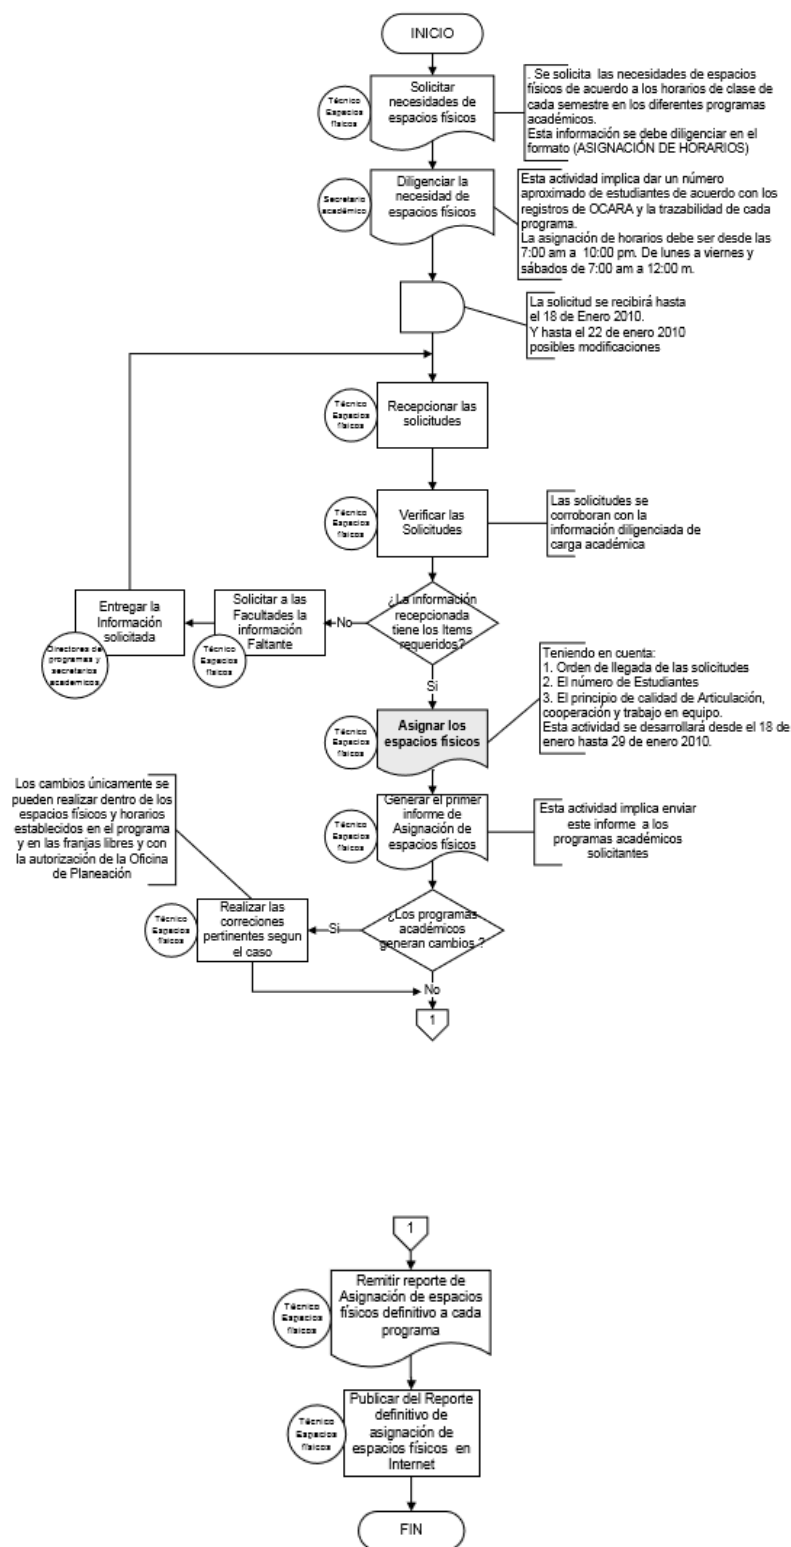 INICIO
Técnico
Espacios
físicos
Solicitar
necesidades de
espacios físicos
. Se solicita las necesidades de espacios
físicos de acuerdo a los horarios de clase de
cada semestre en los diferentes programas
académicos.
Esta información se debe diligenciar en el
formato (ASIGNACIÓN DE HORARIOS)
Secretario
académico
Diligenciar la
necesidad de
espacios físicos
Esta actividad implica dar un número
aproximado de estudiantes de acuerdo con los
registros de OCARA y la trazabilidad de cada
programa.
La asignación de horarios debe ser desde las
7:00 am a 10:00 pm. De lunes a viernes y
sábados de 7:00 am a 12:00 m.
La solicitud se recibirá hasta
el 18 de Enero 2010.
Y hasta el 22 de enero 2010
posibles modificaciones
Técnico
Espacios
físicos
Recepcionar las
solicitudes
Técnico
Espacios
físicos
Verificar las
Solicitudes
Las solicitudes se
corroboran con la
información diligenciada de
carga académica
¿La información
recepcionada
tiene los Items
requeridos?
No
Solicitar a las
Facultades la
información
Faltante
Técnico
Espacios
físicos
Entregar la
Información
solicitada
Directores de
programas y
secretarios
academicos
Si
Técnico
Espacios
físicos
Asignar los
espacios físicos
Teniendo en cuenta:
1. Orden de llegada de las solicitudes
2. El número de Estudiantes
3. El principio de calidad de Articulación,
cooperación y trabajo en equipo.
Esta actividad se desarrollará desde el 18 de
enero hasta 29 de enero 2010.
Técnico
Espacios
físicos
Generar el primer
informe de
Asignación de
espacios físicos
Esta actividad implica enviar
este informe a los
programas académicos
solicitantes
Los cambios únicamente se
pueden realizar dentro de los
espacios físicos y horarios
establecidos en el programa
y en las franjas libres y con
la autorización de la Oficina
de Planeación
¿Los programas
académicos
generan cambios ?
Si
Técnico
Espacios
físicos
Realizar las
correciones
pertinentes segun
el caso
No
1
1
Técnico
Espacios
físicos
Remitir reporte de
Asignación de espacios
físicos definitivo a cada
programa
Técnico
Espacios
físicos
Publicar del Reporte
definitivo de
asignación de
espacios físicos en
Internet
FIN